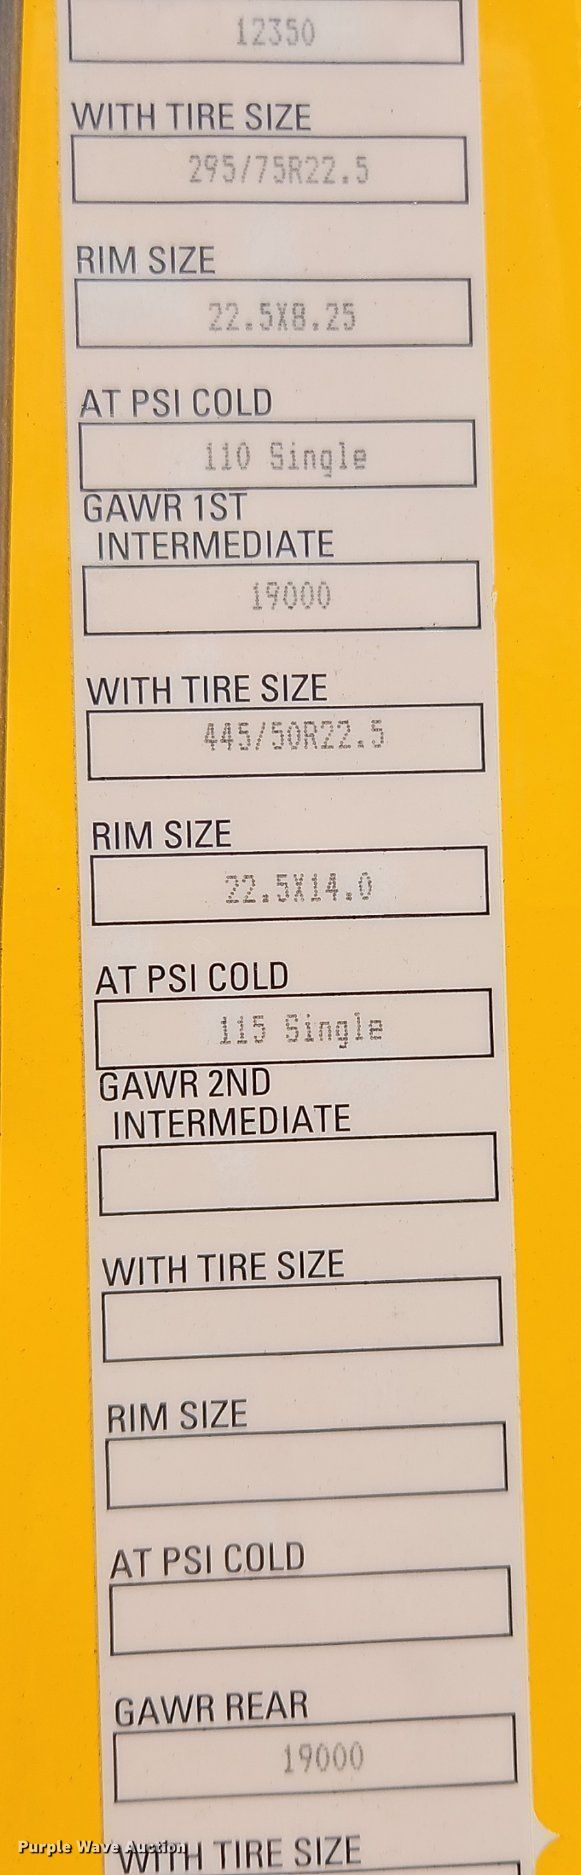 12350
WITH TIRE SIZE
295/75R22.5
RIM SIZE
22.5X8.25
AT PSI COLD
110 Single
GAWR 1ST
INTERMEDIATE
19000
WITH TIRE SIZE
445/50R22.5
RIM SIZE
22.5X14.0
AT PSI COLD
115 Single
GAWR 2ND
INTERMEDIATE
WITH TIRE SIZE
RIM SIZE
AT PSI COLD
GAWR REAR
19000
WITH TIRE SIZE
Purple Wave Auction